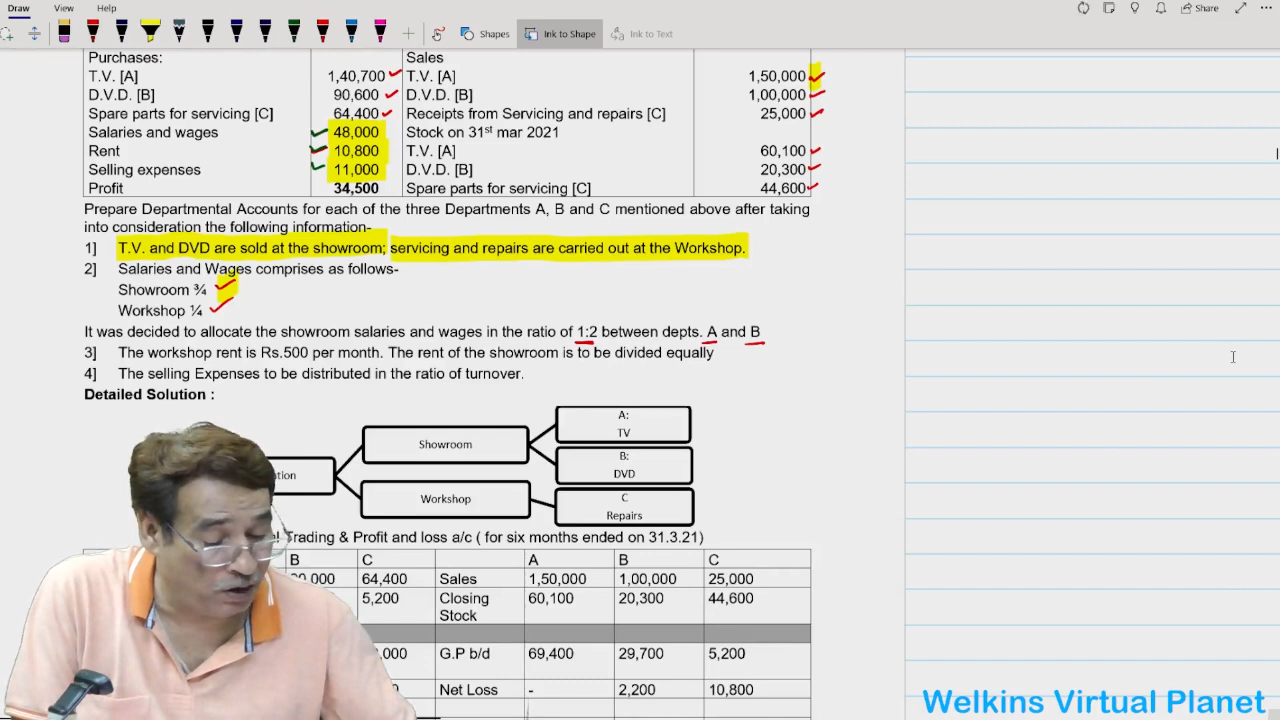 Draw View Help
Share
Shapes Ink to Shape Ink to Text
Purchases: Sales
T.V. [A] 1,40,700 T.V. [A] 1,50,000
D.V.D. [B] 90,600 D.V.D. [B] 1,00,000
Spare parts for servicing [C] 64,400 Receipts from Servicing and repairs [C] 25,000
Salaries and wages 48,000 Stock on 31st mar 2021
Rent 10,800 T.V. [A] 60,100
Selling expenses 11,000 D.V.D. [B] 20,300
Profit 34,500 Spare parts for servicing [C] 44,600
Prepare Departmental Accounts for each of the three Departments A, B and C mentioned above after taking
into consideration the following information-
1] T.V. and DVD are sold at the showroom; servicing and repairs are carried out at the Workshop.
2] Salaries and Wages comprises as follows-
Showroom ¾
Workshop ¼
It was decided to allocate the showroom salaries and wages in the ratio of 1:2 between depts. A and B
3] The workshop rent is Rs.500 per month. The rent of the showroom is to be divided equally
4] The selling Expenses to be distributed in the ratio of turnover.
Detailed Solution :
A:
TV
Showroom
B:
DVD
Workshop
C
Repairs
Trading & Profit and loss a/c ( for six months ended on 31.3.21)
B C A B C
64,400 Sales 1,50,000 1,00,000 25,000
5,200 Closing 60,100 20,300 44,600
Stock
G.P b/d 69,400 29,700 5,200
Net Loss - 2,200 10,800
Welkins Virtual Planet